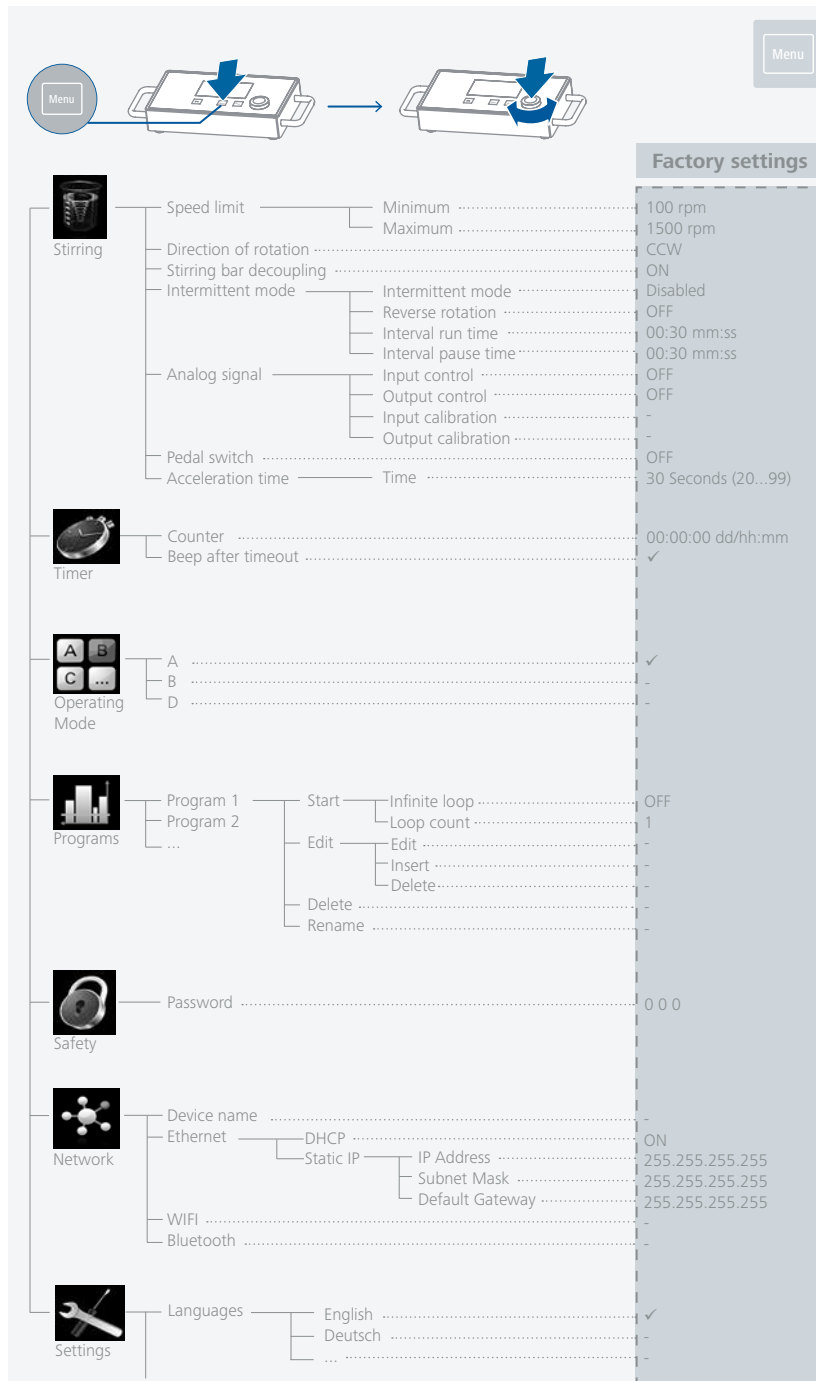 Menu
Menu
Factory settings
Stirring
Speed limit Minimum 100 rpm
Maximum 1500 rpm
Direction of rotation CCW
Stirring bar decoupling ON
Intermittent mode Intermittent mode Disabled
Reverse rotation OFF
Interval run time 00:30 mm:ss
Interval pause time 00:30 mm:ss
Analog signal Input control OFF
Output control OFF
Input calibration -
Output calibration -
Pedal switch OFF
Acceleration time Time 30 Seconds (20...99)
Timer
Counter 00:00:00 dd/hh:mm
Beep after timeout ✓
A B
C ...
Operating
Mode
A ✓
B -
D -
Programs
Program 1 Start Infinite loop OFF
Program 2 Loop count 1
... Edit Edit -
Insert -
Delete -
Delete -
Rename -
Safety
Password 0 0 0
Network
Device name -
Ethernet DHCP ON
Static IP IP Address 255.255.255.255
Subnet Mask 255.255.255.255
Default Gateway 255.255.255.255
WIFI -
Bluetooth -
Settings
Languages English ✓
Deutsch -
... -